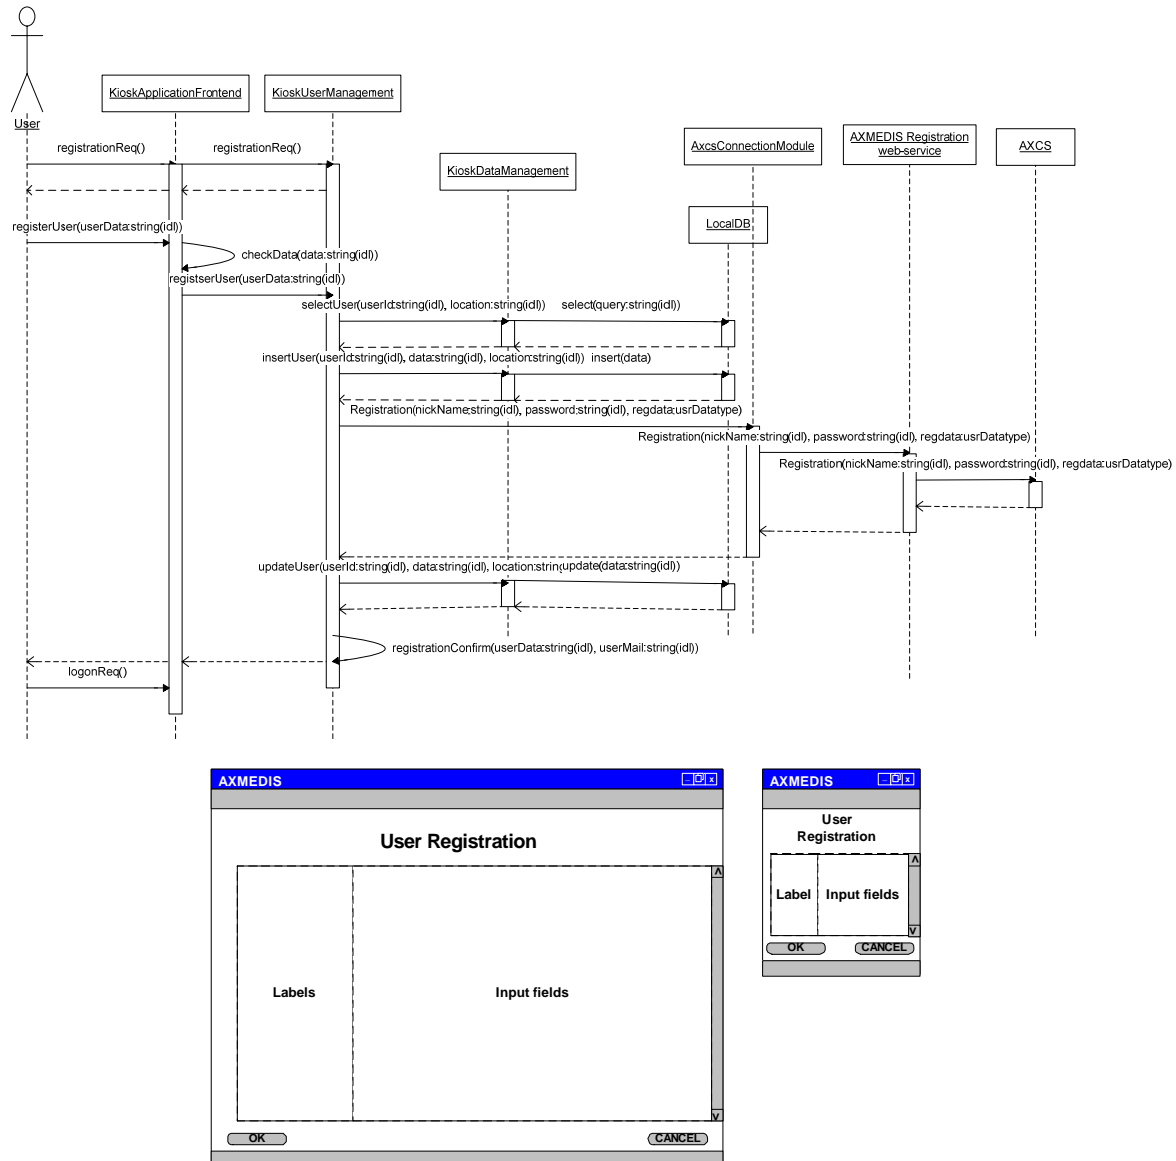 User
KioskApplicationFrontend
KioskUserManagement
KioskDataManagement
AxcsConnectionModule
AXMEDIS Registration
web-service
AXCS
LocalDB
registrationReq()
registrationReq()
registerUser(userData:string(idl))
checkData(data:string(idl))
registserUser(userData:string(idl))
selectUser(userId:string(idl), location:string(idl))
select(query:string(idl))
insertUser(userId:string(idl), data:string(idl), location:string(idl))
insert(data)
Registration(nickName:string(idl), password:string(idl), regdata:usrDatatype)
Registration(nickName:string(idl), password:string(idl), regdata:usrDatatype)
Registration(nickName:string(idl), password:string(idl), regdata:usrDatatype)
updateUser(userId:string(idl), data:string(idl), location:string
update(data:string(idl))
registrationConfirm(userData:string(idl), userMail:string(idl))
logonReq()
AXMEDIS
User Registration
Labels
Input fields
OK
CANCEL
AXMEDIS
User
Registration
Label
Input fields
OK
CANCEL